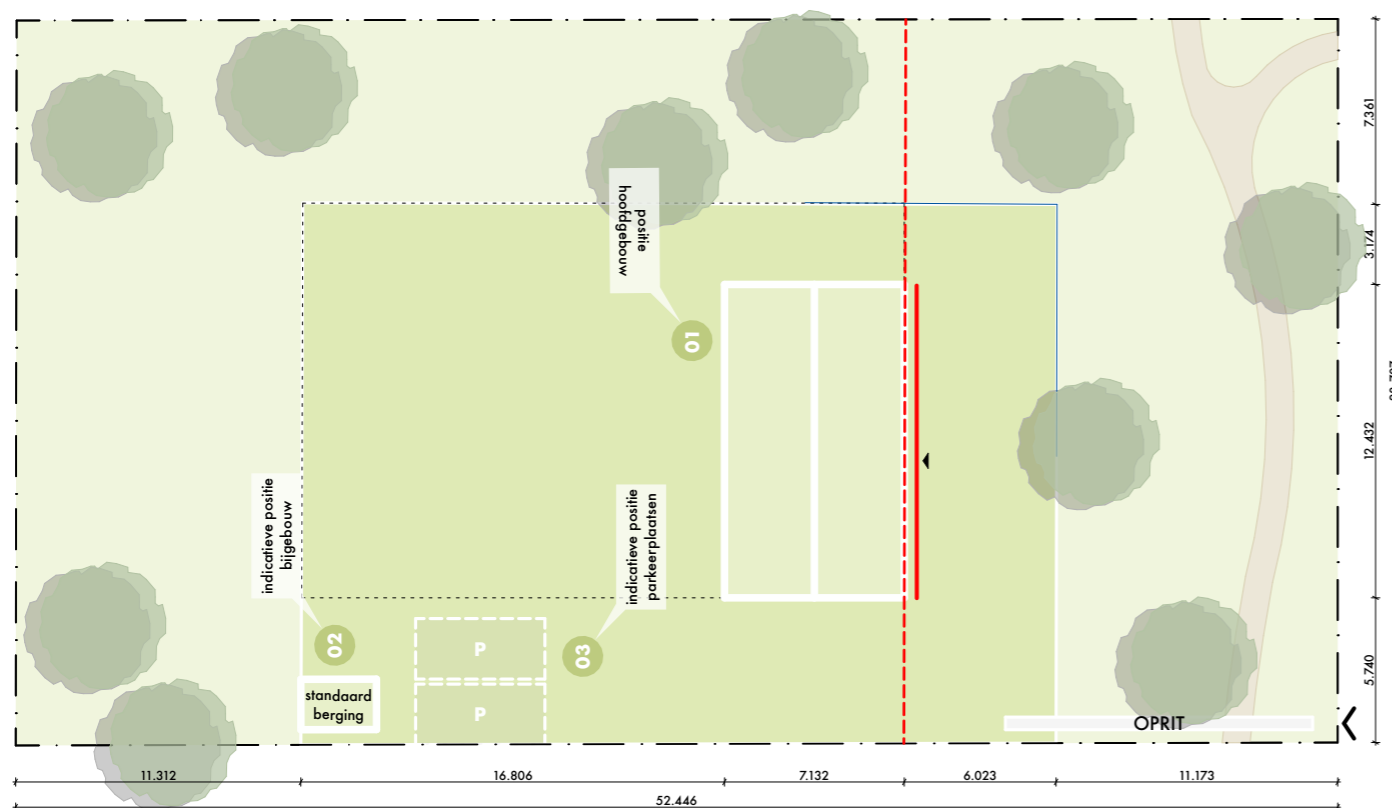 7.361
positie
hoofdgebouw
3.174
01
12.432
indicatieve positie
bijgebouw
indicatieve positie
parkeerplaatsen
02
03
P
5.740
standaard
berging
P
OPRIT
11.312
16.806
7.132
6.023
11.173
52.446